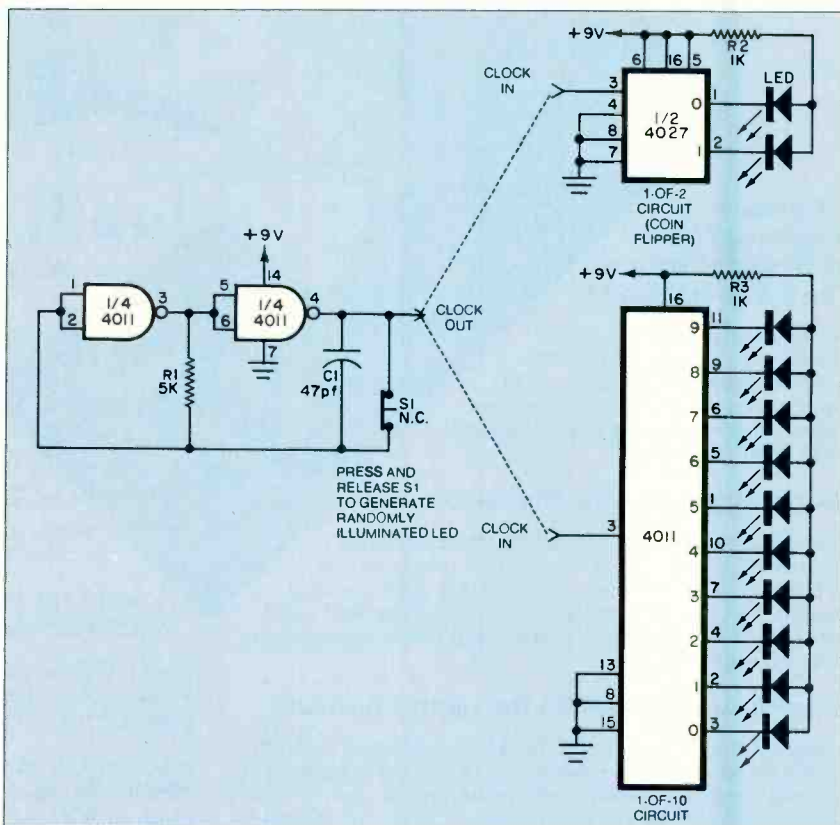 +9V
14
1
2
1/4
4011
3
5
6
1/4
4011
4
7
R1
5K
C1
47pf
S1
N.C.
PRESS AND
RELEASE S1
TO GENERATE
RANDOMLY
ILLUMINATED LED
CLOCK
OUT
CLOCK
IN
+9V
R2
1K
6
16
5
3
4
8
7
1/2
4027
0
1
1
2
LED
1-OF-2
CIRCUIT
(COIN
FLIPPER)
CLOCK
IN
+9V
R3
1K
16
3
4011
13
8
15
9 11
8 9
7 6
6 5
5 1
4 10
3 7
2 4
1 2
0 3
1-OF-10
CIRCUIT